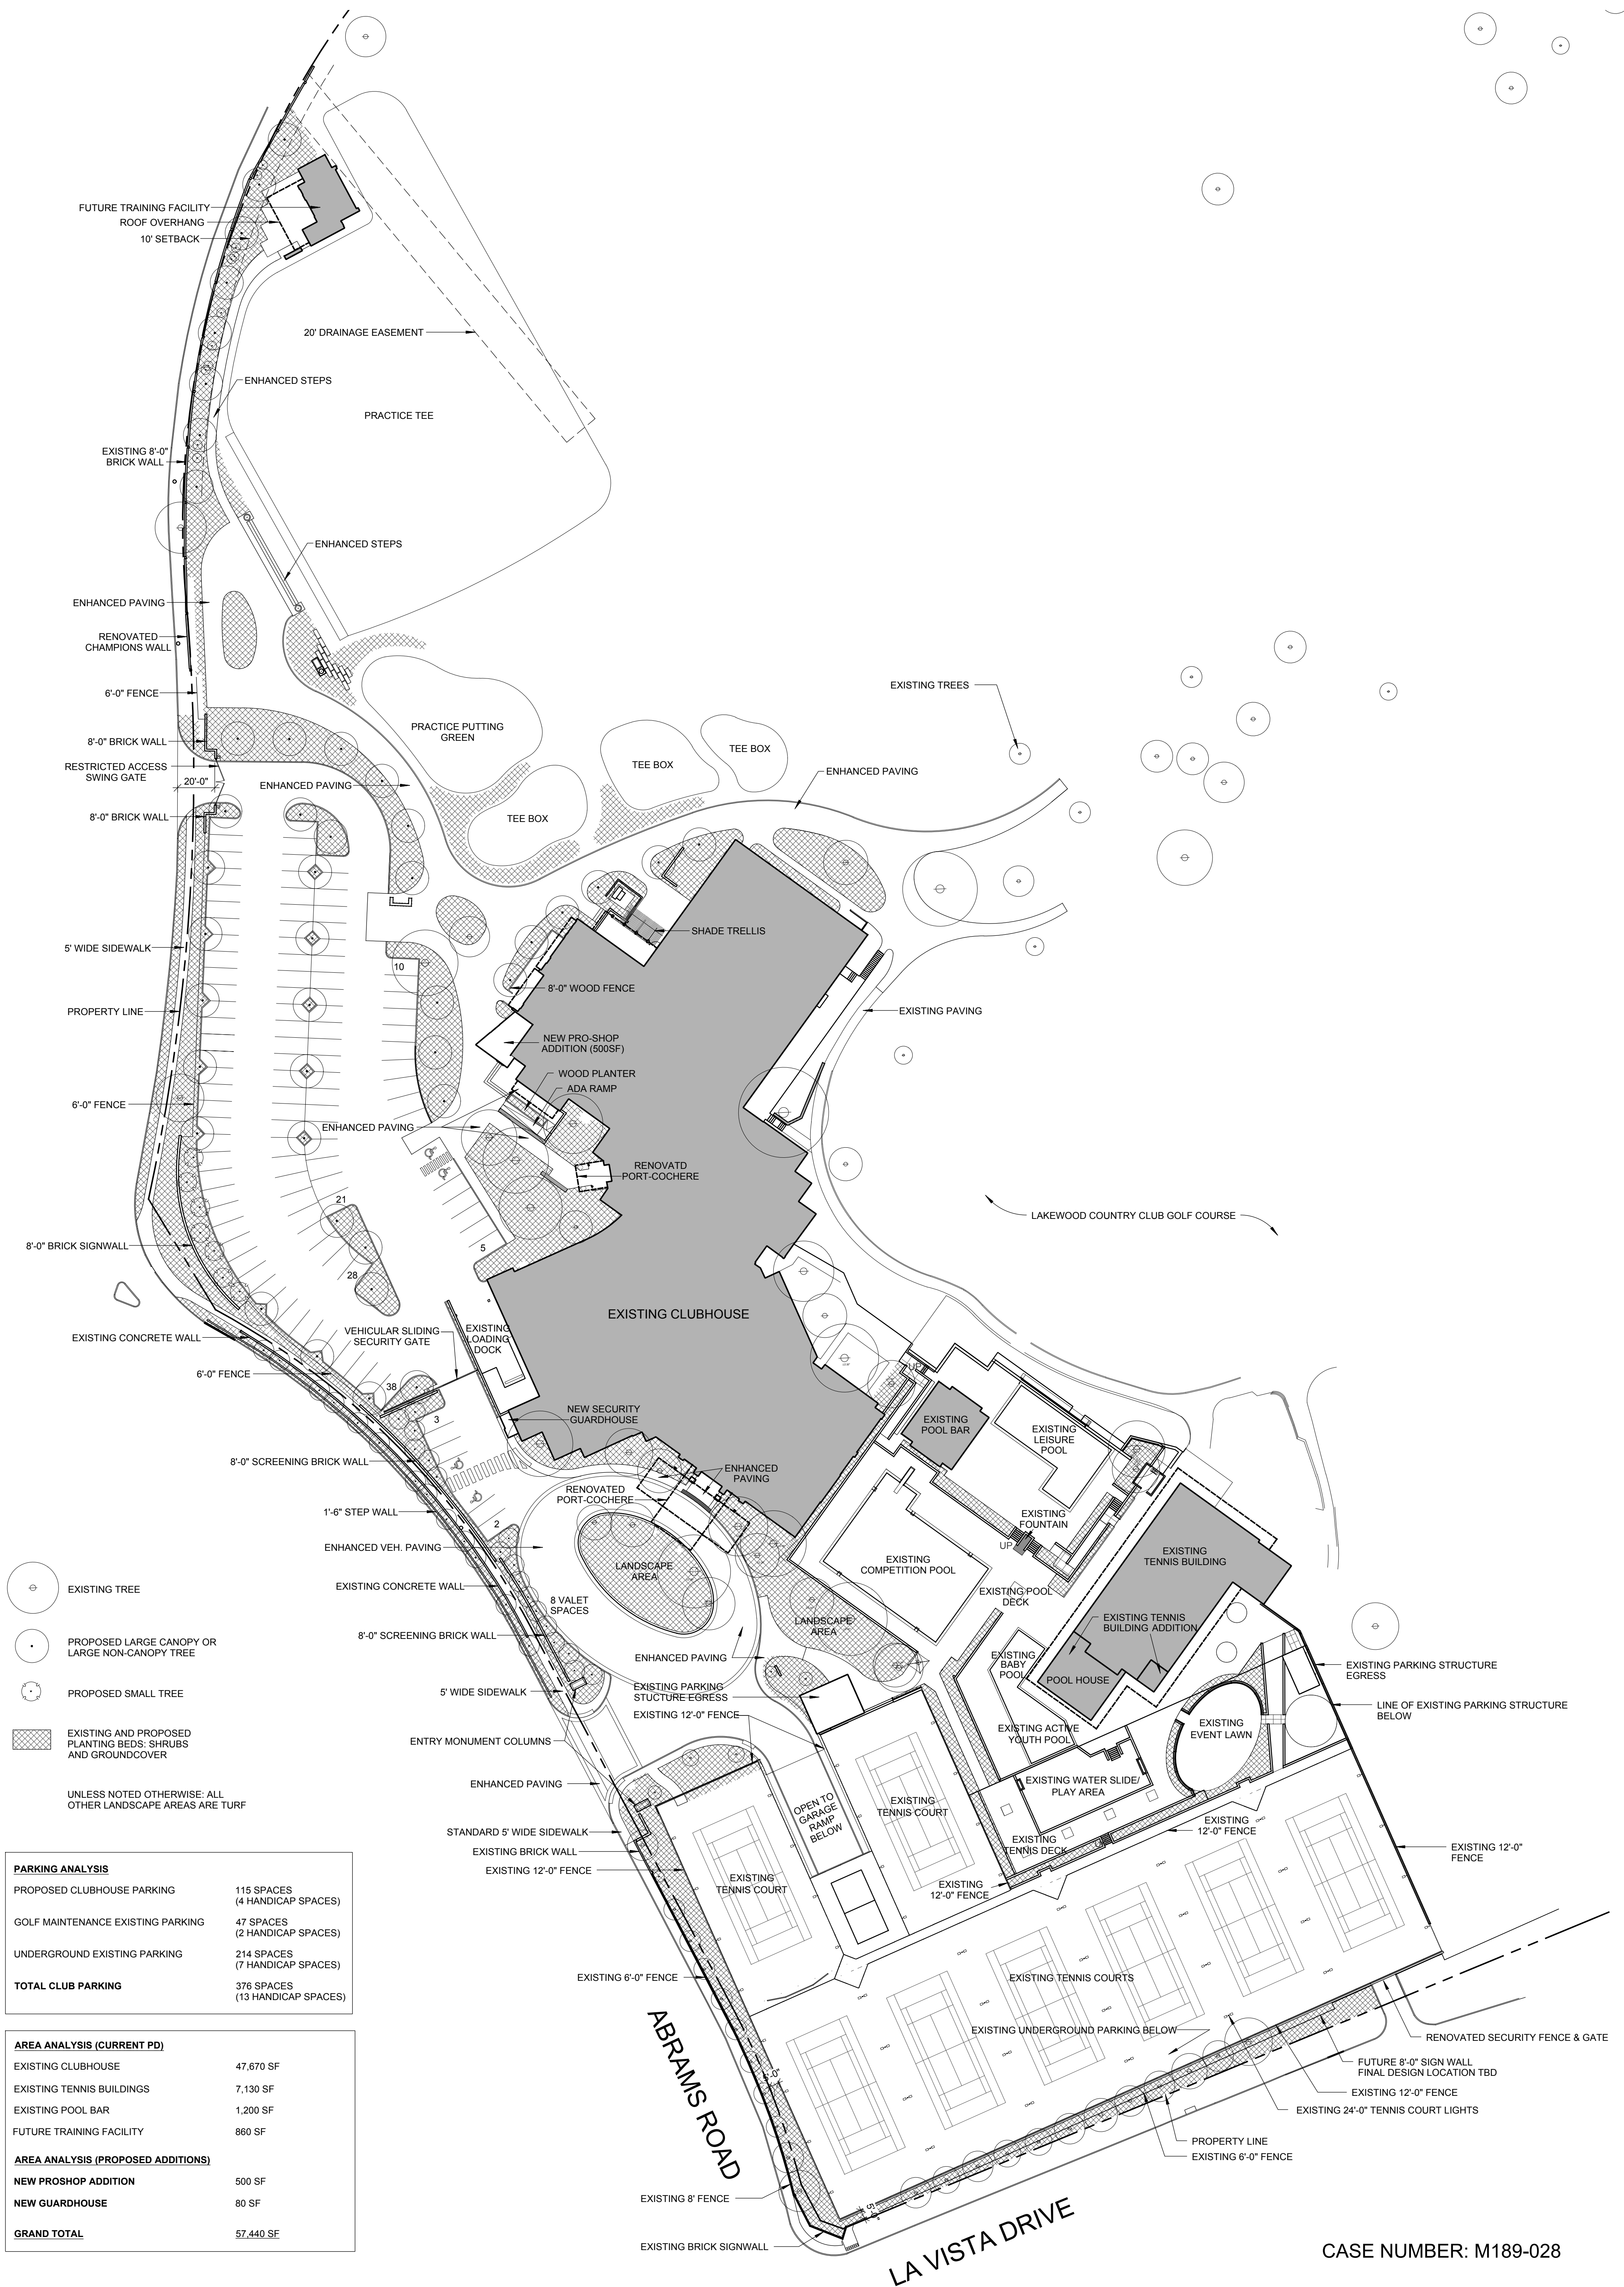 FUTURE TRAINING FACILITY
ROOF OVERHANG
10' SETBACK
20' DRAINAGE EASEMENT
ENHANCED STEPS
PRACTICE TEE
EXISTING 8'-0"
BRICK WALL
ENHANCED STEPS
ENHANCED PAVING
RENOVATED
CHAMPIONS WALL
6'-0" FENCE
EXISTING TREES
PRACTICE PUTTING
GREEN
8'-0" BRICK WALL
TEE BOX
TEE BOX
RESTRICTED ACCESS
SWING GATE
20'-0"
ENHANCED PAVING
ENHANCED PAVING
8'-0" BRICK WALL
TEE BOX
SHADE TRELLIS
5' WIDE SIDEWALK
10
8'-0" WOOD FENCE
PROPERTY LINE
EXISTING PAVING
NEW PRO-SHOP
ADDITION (500SF)
WOOD PLANTER
ADA RAMP
6'-0" FENCE
ENHANCED PAVING
RENOVATD
PORT-COCHERE
21
LAKEWOOD COUNTRY CLUB GOLF COURSE
8'-0" BRICK SIGNWALL
5
28
EXISTING CLUBHOUSE
EXISTING CONCRETE WALL
VEHICULAR SLIDING
SECURITY GATE
EXISTING
LOADING
DOCK
6'-0" FENCE
UP
38
3
NEW SECURITY
GUARDHOUSE
EXISTING
POOL BAR
EXISTING
LEISURE
POOL
8'-0" SCREENING BRICK WALL
ENHANCED
PAVING
RENOVATED
PORT-COCHERE
1'-6" STEP WALL
2
EXISTING
FOUNTAIN
UP
ENHANCED VEH. PAVING
EXISTING
TENNIS BUILDING
LANDSCAPE
AREA
EXISTING
COMPETITION POOL
EXISTING CONCRETE WALL
EXISTING POOL
DECK
8 VALET
SPACES
LANDSCAPE
AREA
EXISTING TENNIS
BUILDING ADDITION
8'-0" SCREENING BRICK WALL
ENHANCED PAVING
EXISTING
BABY
POOL
POOL HOUSE
EXISTING PARKING STRUCTURE
EGRESS
5' WIDE SIDEWALK
EXISTING PARKING
STUCTURE EGRESS
LINE OF EXISTING PARKING STRUCTURE
BELOW
EXISTING 12'-0" FENCE
EXISTING ACTIVE
YOUTH POOL
EXISTING
EVENT LAWN
ENTRY MONUMENT COLUMNS
ENHANCED PAVING
EXISTING WATER SLIDE/
PLAY AREA
OPEN TO
GARAGE
RAMP
BELOW
EXISTING
TENNIS COURT
EXISTING
12'-0" FENCE
STANDARD 5' WIDE SIDEWALK
EXISTING
TENNIS DECK
EXISTING BRICK WALL
EXISTING 12'-0"
FENCE
EXISTING 12'-0" FENCE
EXISTING
TENNIS COURT
EXISTING
12'-0" FENCE
EXISTING 6'-0" FENCE
EXISTING TENNIS COURTS
EXISTING UNDERGROUND PARKING BELOW
RENOVATED SECURITY FENCE & GATE
FUTURE 8'-0" SIGN WALL
FINAL DESIGN LOCATION TBD
EXISTING 12'-0" FENCE
EXISTING 24'-0" TENNIS COURT LIGHTS
PROPERTY LINE
EXISTING 6'-0" FENCE
5'-0"
5'-0"
EXISTING 8' FENCE
EXISTING BRICK SIGNWALL
ABRAMS ROAD
LA VISTA DRIVE
CASE NUMBER: M189-028
EXISTING TREE
PROPOSED LARGE CANOPY OR
LARGE NON-CANOPY TREE
PROPOSED SMALL TREE
EXISTING AND PROPOSED
PLANTING BEDS: SHRUBS
AND GROUNDCOVER
UNLESS NOTED OTHERWISE: ALL
OTHER LANDSCAPE AREAS ARE TURF
PARKING ANALYSIS
PROPOSED CLUBHOUSE PARKING 115 SPACES
(4 HANDICAP SPACES)
GOLF MAINTENANCE EXISTING PARKING 47 SPACES
(2 HANDICAP SPACES)
UNDERGROUND EXISTING PARKING 214 SPACES
(7 HANDICAP SPACES)
TOTAL CLUB PARKING 376 SPACES
(13 HANDICAP SPACES)
AREA ANALYSIS (CURRENT PD)
EXISTING CLUBHOUSE 47,670 SF
EXISTING TENNIS BUILDINGS 7,130 SF
EXISTING POOL BAR 1,200 SF
FUTURE TRAINING FACILITY 860 SF
AREA ANALYSIS (PROPOSED ADDITIONS)
NEW PROSHOP ADDITION 500 SF
NEW GUARDHOUSE 80 SF
GRAND TOTAL 57,440 SF